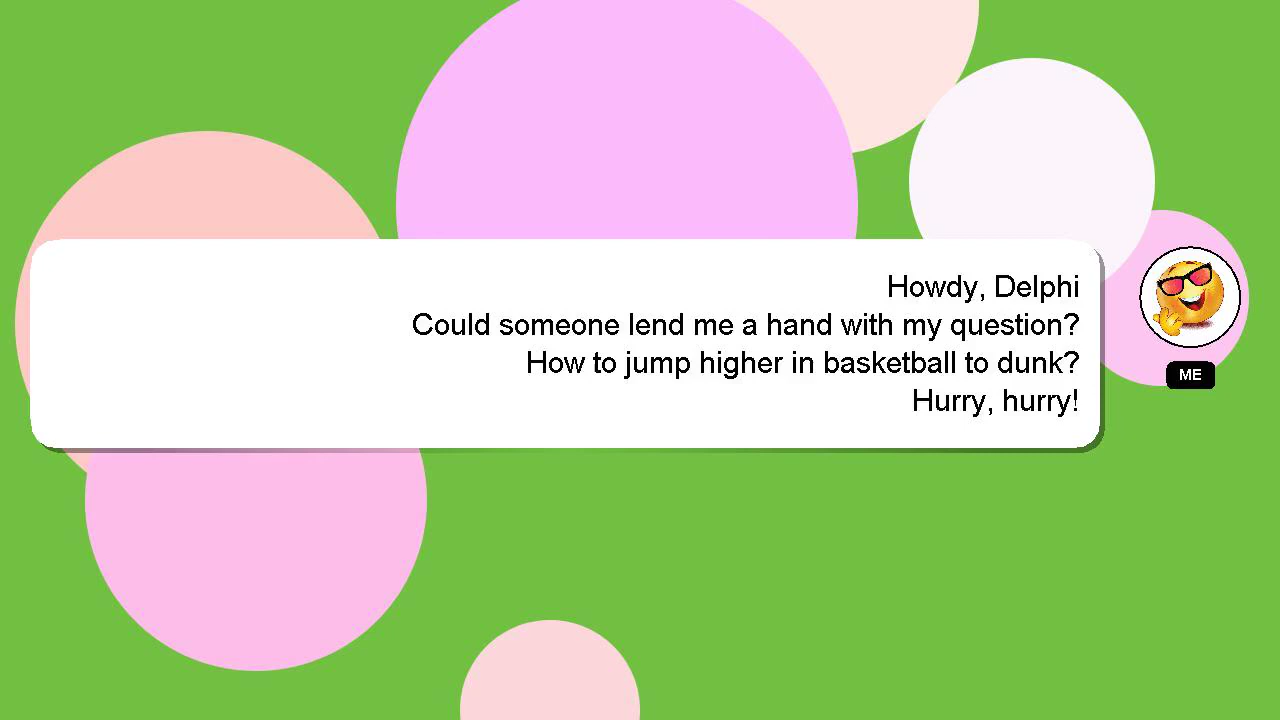 Howdy, Delphi
Could someone lend me a hand with my question?
How to jump higher in basketball to dunk?
Hurry, hurry!
ME